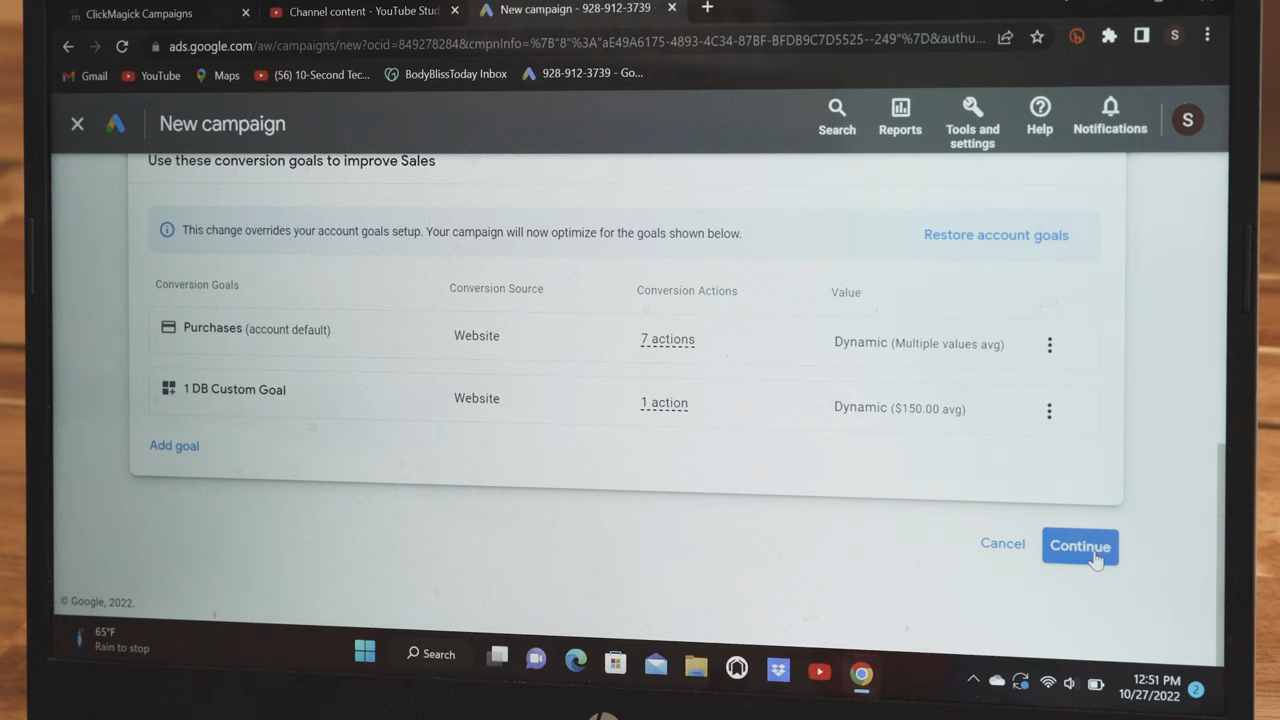 ClickMagick Campaigns
Channel content - YouTube Stud
New campaign - 928-912-3739 -
ads.google.com/aw/campaigns/new?ocid=849278284&cmpnInfo=%7B"8"%3A"aE49A6175-4893-4C34-87BF-BFDB9C7D5525--249"%7D&authu...
S
Gmail
YouTube
Maps
(56) 10-Second Tec...
BodyBlissToday Inbox
928-912-3739 - Go...
New campaign
Search
Reports
Tools and
settings
Help
Notifications
S
Use these conversion goals to improve Sales
This change overrides your account goals setup. Your campaign will now optimize for the goals shown below.
Restore account goals
Conversion Goals
Conversion Source
Conversion Actions
Value
Purchases (account default)
Website
7 actions
Dynamic (Multiple values avg)
1 DB Custom Goal
Website
1 action
Dynamic ($150.00 avg)
Add goal
Cancel
Continue
© Google, 2022.
65°F
Rain to stop
Search
12:51 PM
10/27/2022
2